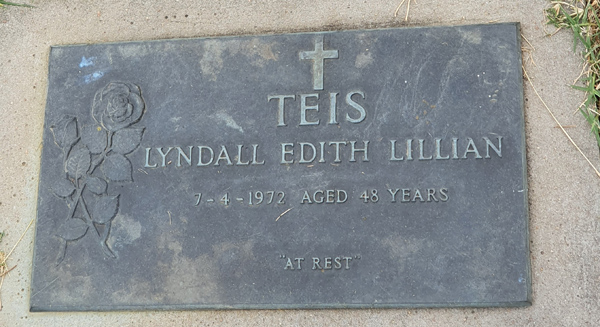 TEIS
LYNDALL EDITH LILLIAN
7-4-1972 AGED 48 YEARS
"AT REST"